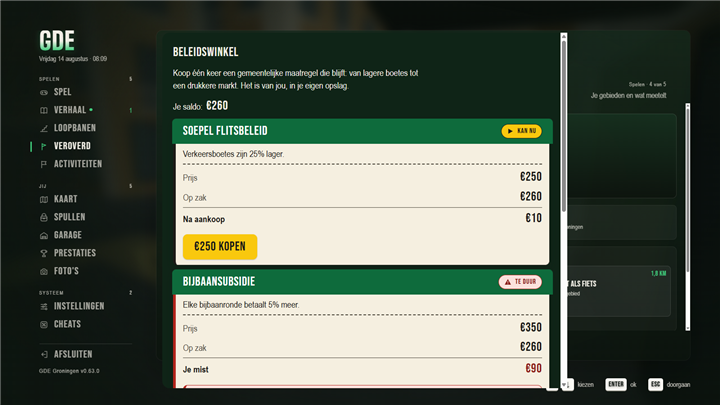 GDE
Vrijdag 14 augustus · 08:09
SPELEN 5
SPEL
VERHAAL 1
LOOPBANEN
VEROVERD
ACTIVITEITEN
JIJ 5
KAART
SPULLEN
GARAGE
PRESTATIES
FOTO'S
SYSTEEM 2
INSTELLINGEN
CHEATS
AFSLUITEN
GDE Groningen v0.63.0
BELEIDSWINKEL
Koop één keer een gemeentelijke maatregel die blijft: van lagere boetes tot
een drukkere markt. Het is van jou, in je eigen opslag.
Je saldo: €260
SOEPEL FLITSBELEID KAN NU
Verkeersboetes zijn 25% lager.
Prijs €250
Op zak €260
Na aankoop €10
€250 KOPEN
BIJBAANSUBSIDIE TE DUUR
Elke bijbaanronde betaalt 5% meer.
Prijs €350
Op zak €260
Je mist €90
Spelen · 4 van 5
Je gebieden en wat meetelt
1,8 KM
ALS FIETS
kiezen ENTER ok ESC doorgaan